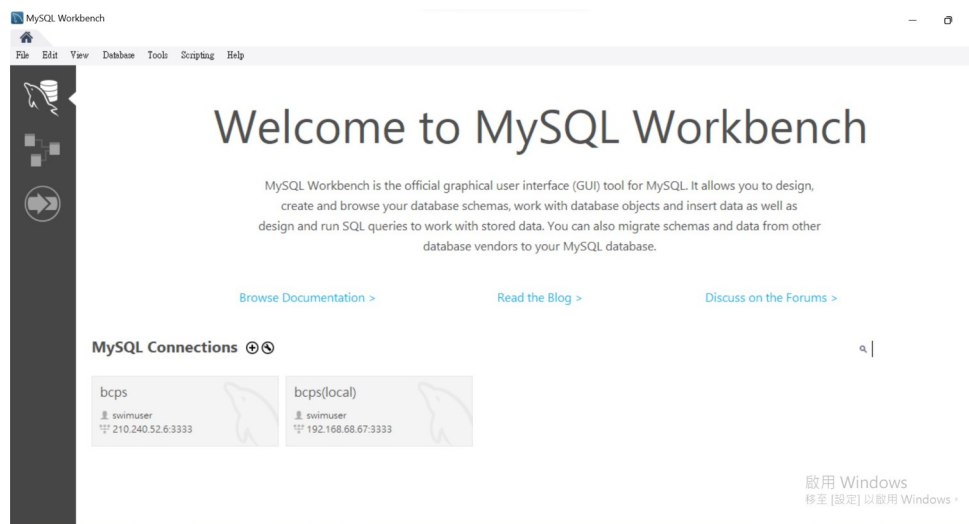 MySQL Workbench
File Edit View Database Tools Scripting Help
Welcome to MySQL Workbench
MySQL Workbench is the official graphical user interface (GUI) tool for MySQL. It allows you to design,
create and browse your database schemas, work with database objects and insert data as well as
design and run SQL queries to work with stored data. You can also migrate schemas and data from other
database vendors to your MySQL database.
Browse Documentation > Read the Blog > Discuss on the Forums >
MySQL Connections
bcps
swimuser
210.240.52.6:3333
bcps(local)
swimuser
192.168.68.67:3333
啟用 Windows
移至 [設定] 以啟用 Windows。